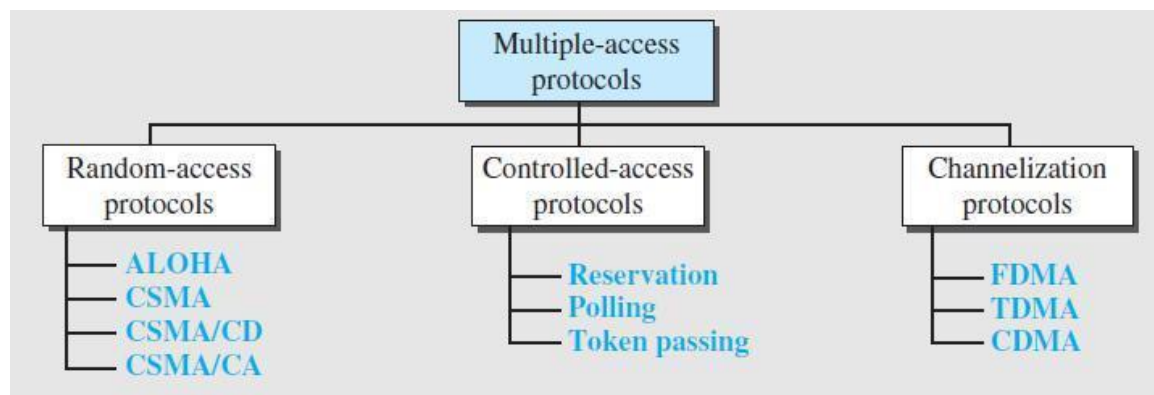 Multiple-access
protocols
Random-access
protocols
ALOHA
CSMA
CSMA/CD
CSMA/CA
Controlled-access
protocols
Reservation
Polling
Token passing
Channelization
protocols
FDMA
TDMA
CDMA